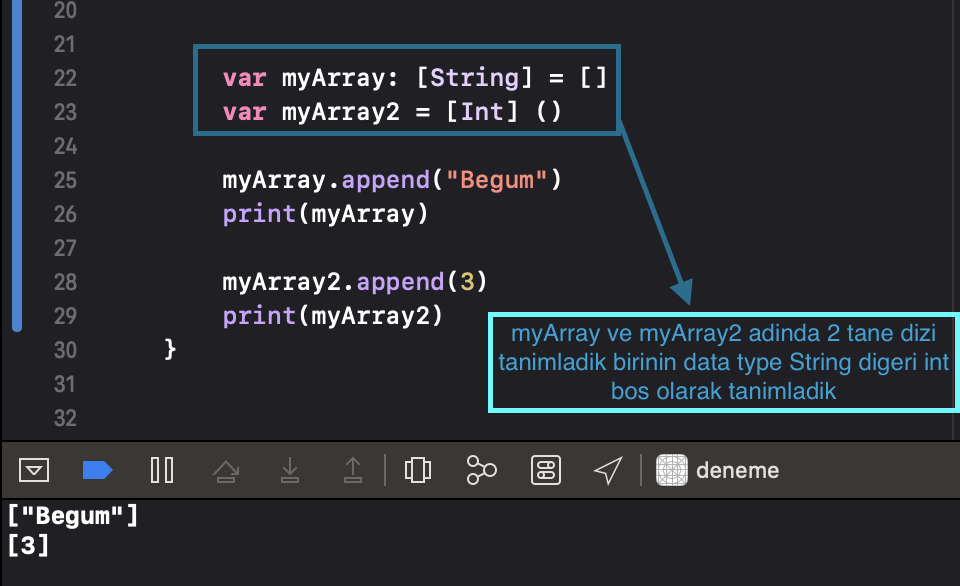 20
21
22 var myArray: [String] = []
23 var myArray2 = [Int] ()
24
25 myArray.append("Begum")
26 print(myArray)
27
28 myArray2.append(3)
29 print(myArray2)
30 }
31
32
myArray ve myArray2 adinda 2 tane dizi
tanimladik birinin data type String digeri int
bos olarak tanimladik
deneme
["Begum"]
[3]